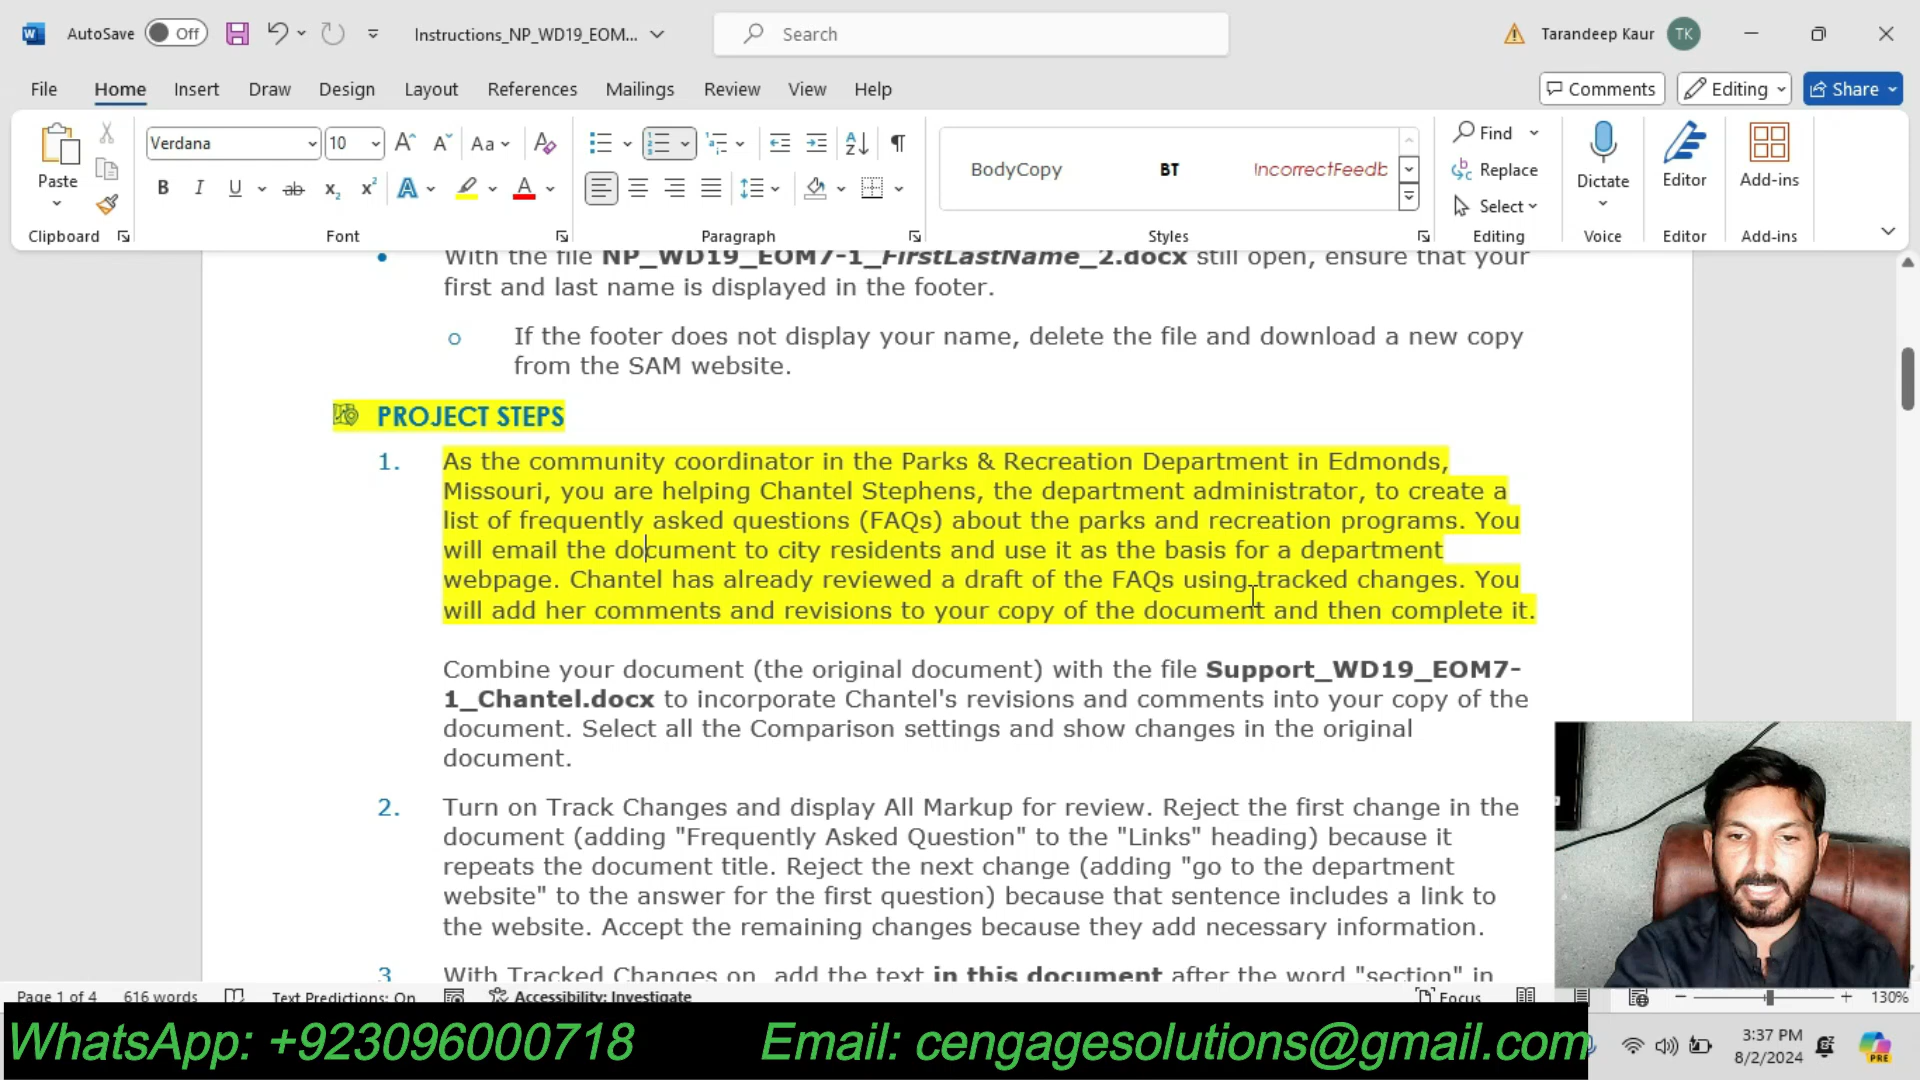 AutoSave Off Instructions_NP_WD19_EOM... Search Tarandeep Kaur TK
File Home Insert Draw Design Layout References Mailings Review View Help Comments Editing Share
Paste Verdana 10 Aa BodyCopy BT IncorrectFeedb Find Replace Select Dictate Editor Add-ins
Clipboard Font Paragraph Styles Editing Voice Editor Add-ins
With the file NP_WD19_EOM7-1_FirstLastName_2.docx still open, ensure that your
first and last name is displayed in the footer.
o If the footer does not display your name, delete the file and download a new copy
from the SAM website.
PROJECT STEPS
1. As the community coordinator in the Parks & Recreation Department in Edmonds,
Missouri, you are helping Chantel Stephens, the department administrator, to create a
list of frequently asked questions (FAQs) about the parks and recreation programs. You
will email the document to city residents and use it as the basis for a department
webpage. Chantel has already reviewed a draft of the FAQs using tracked changes. You
will add her comments and revisions to your copy of the document and then complete it.
Combine your document (the original document) with the file Support_WD19_EOM7-
1_Chantel.docx to incorporate Chantel's revisions and comments into your copy of the
document. Select all the Comparison settings and show changes in the original
document.
2. Turn on Track Changes and display All Markup for review. Reject the first change in the
document (adding "Frequently Asked Question" to the "Links" heading) because it
repeats the document title. Reject the next change (adding "go to the department
website" to the answer for the first question) because that sentence includes a link to
the website. Accept the remaining changes because they add necessary information.
3 With Tracked Changes on, add the text in this document after the word "section" in
Page 1 of 4 616 words Text Predictions: On Accessibility: Investigate Focus 130%
WhatsApp: +923096000718 Email: cengagesolutions@gmail.com
3:37 PM
8/2/2024
PRE